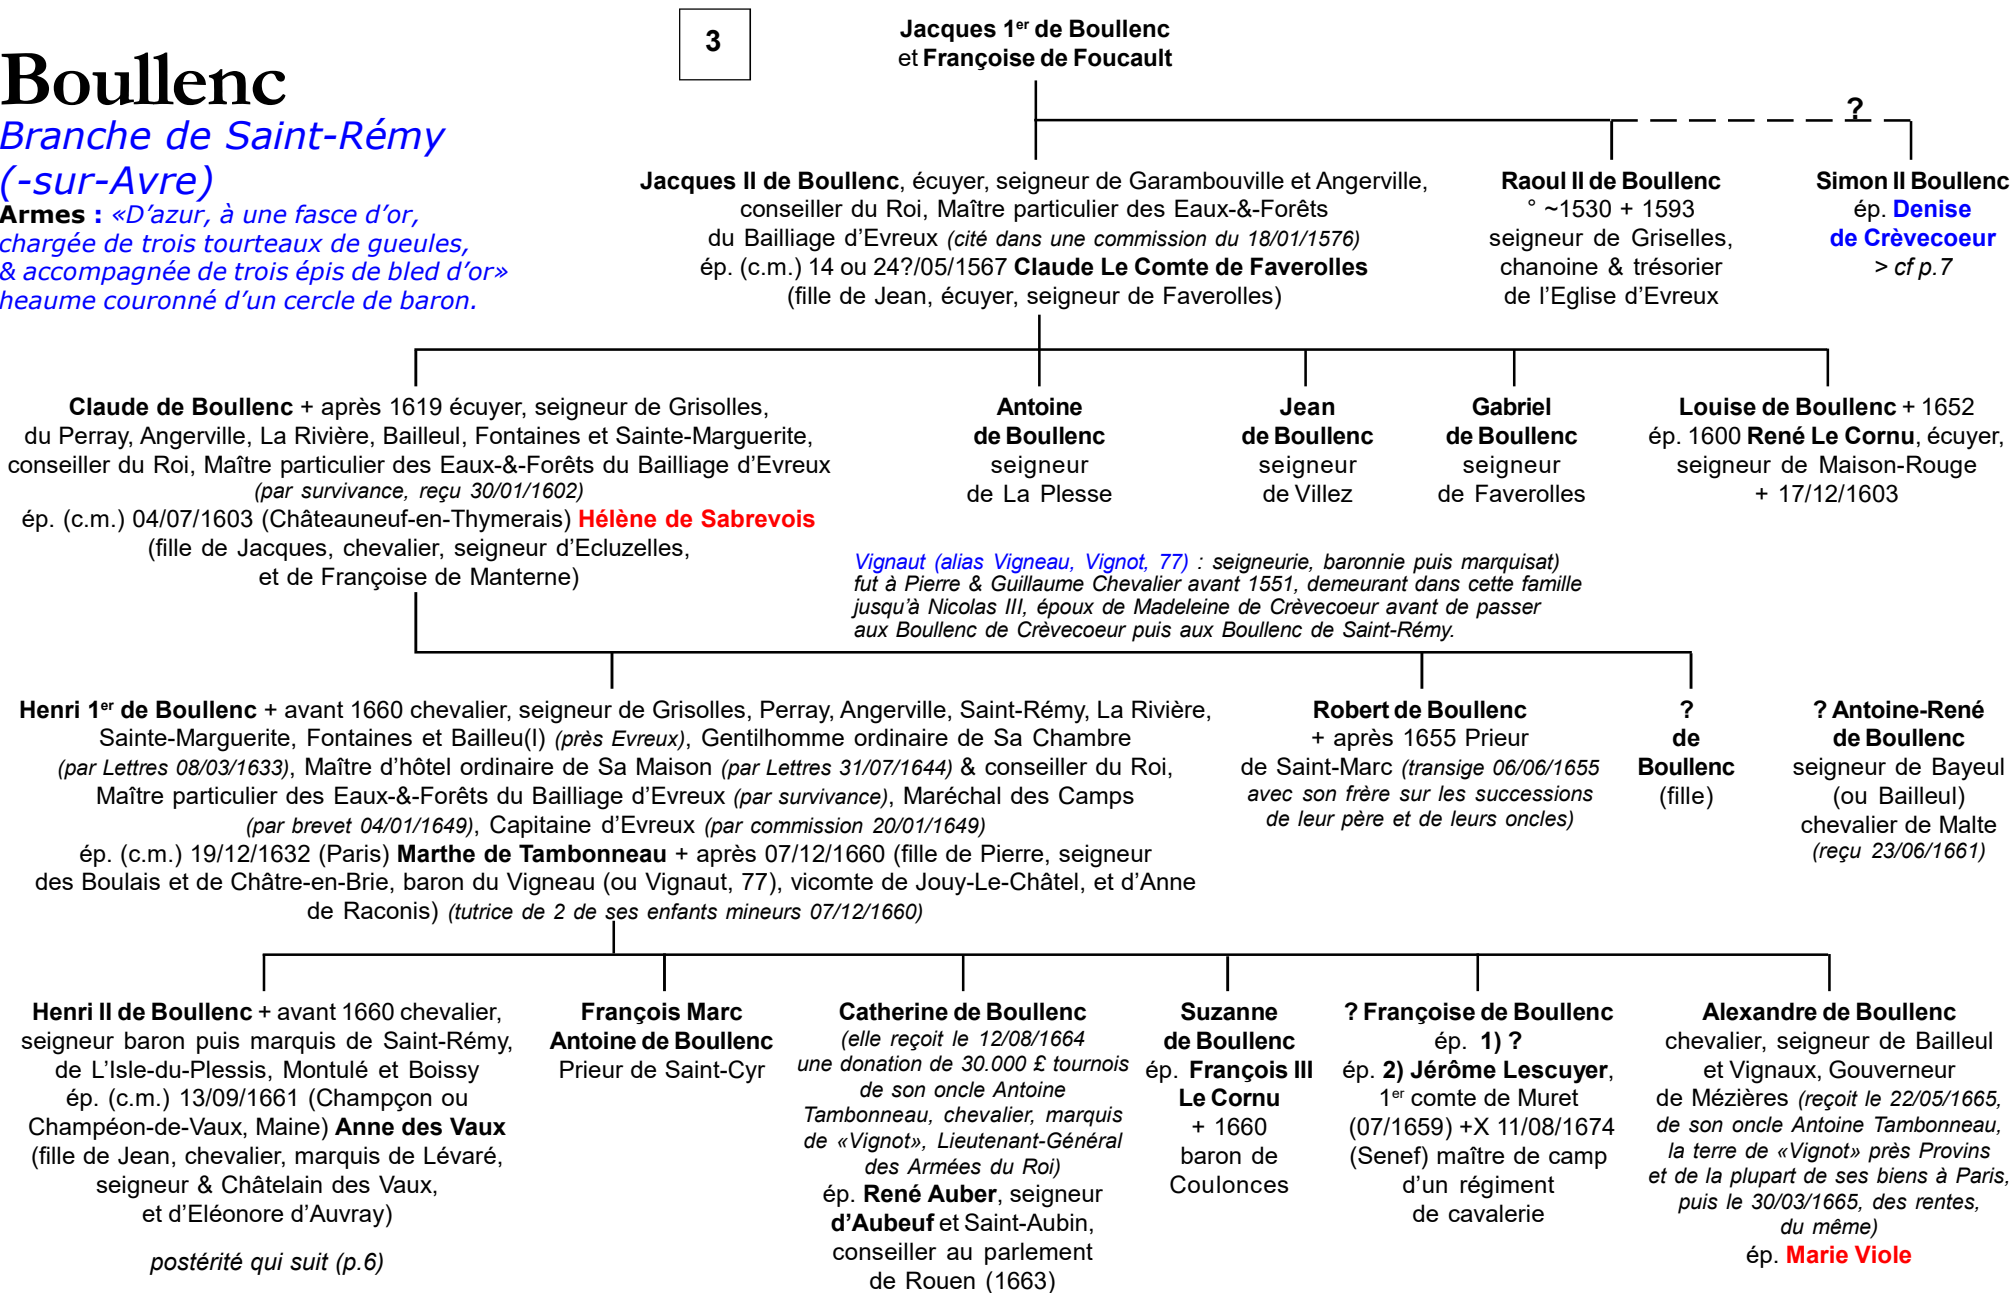 3
Boullenc
Branche de Saint-Rémy
(-sur-Avre)
Armes : «D’azur, à une fasce d’or,
chargée de trois tourteaux de gueules,
& accompagnée de trois épis de bled d’or»
heaume couronné d’un cercle de baron.
Jacques 1er de Boullenc
et Françoise de Foucault
?
Jacques II de Boullenc, écuyer, seigneur de Garambouville et Angerville,
conseiller du Roi, Maître particulier des Eaux-&-Forêts
du Bailliage d’Evreux (cité dans une commission du 18/01/1576)
ép. (c.m.) 14 ou 24?/05/1567 Claude Le Comte de Faverolles
(fille de Jean, écuyer, seigneur de Faverolles)
Raoul II de Boullenc
° ~1530 + 1593
seigneur de Griselles,
chanoine & trésorier
de l’Eglise d’Evreux
Simon II Boullenc
ép. Denise
de Crèvecoeur
> cf p.7
Claude de Boullenc + après 1619 écuyer, seigneur de Grisolles,
du Perray, Angerville, La Rivière, Bailleul, Fontaines et Sainte-Marguerite,
conseiller du Roi, Maître particulier des Eaux-&-Forêts du Bailliage d’Evreux
(par survivance, reçu 30/01/1602)
ép. (c.m.) 04/07/1603 (Châteauneuf-en-Thymerais) Hélène de Sabrevois
(fille de Jacques, chevalier, seigneur d’Ecluzelles,
et de Françoise de Manterne)
Antoine
de Boullenc
seigneur
de La Plesse
Jean
de Boullenc
seigneur
de Villez
Gabriel
de Boullenc
seigneur
de Faverolles
Louise de Boullenc + 1652
ép. 1600 René Le Cornu, écuyer,
seigneur de Maison-Rouge
+ 17/12/1603
Vignaut (alias Vigneau, Vignot, 77) : seigneurie, baronnie puis marquisat)
fut à Pierre & Guillaume Chevalier avant 1551, demeurant dans cette famille
jusqu’à Nicolas III, époux de Madeleine de Crèvecoeur avant de passer
aux Boullenc de Crèvecoeur puis aux Boullenc de Saint-Rémy.
Henri 1er de Boullenc + avant 1660 chevalier, seigneur de Grisolles, Perray, Angerville, Saint-Rémy, La Rivière,
Sainte-Marguerite, Fontaines et Bailleu(l) (près Evreux), Gentilhomme ordinaire de Sa Chambre
(par Lettres 08/03/1633), Maître d’hôtel ordinaire de Sa Maison (par Lettres 31/07/1644) & conseiller du Roi,
Maître particulier des Eaux-&-Forêts du Bailliage d’Evreux (par survivance), Maréchal des Camps
(par brevet 04/01/1649), Capitaine d’Evreux (par commission 20/01/1649)
ép. (c.m.) 19/12/1632 (Paris) Marthe de Tambonneau + après 07/12/1660 (fille de Pierre, seigneur
des Boulais et de Châtre-en-Brie, baron du Vigneau (ou Vignaut, 77), vicomte de Jouy-Le-Châtel, et d’Anne
de Raconis) (tutrice de 2 de ses enfants mineurs 07/12/1660)
Robert de Boullenc
+ après 1655 Prieur
de Saint-Marc (transige 06/06/1655
avec son frère sur les successions
de leur père et de leurs oncles)
?
de
Boullenc
(fille)
? Antoine-René
de Boullenc
seigneur de Bayeul
(ou Bailleul)
chevalier de Malte
(reçu 23/06/1661)
Henri II de Boullenc + avant 1660 chevalier,
seigneur baron puis marquis de Saint-Rémy,
de L’Isle-du-Plessis, Montulé et Boissy
ép. (c.m.) 13/09/1661 (Champçon ou
Champéon-de-Vaux, Maine) Anne des Vaux
(fille de Jean, chevalier, marquis de Lévaré,
seigneur & Châtelain des Vaux,
et d’Eléonore d’Auvray)
postérité qui suit (p.6)
François Marc
Antoine de Boullenc
Prieur de Saint-Cyr
Catherine de Boullenc
(elle reçoit le 12/08/1664
une donation de 30.000 £ tournois
de son oncle Antoine
Tambonneau, chevalier, marquis
de «Vignot», Lieutenant-Général
des Armées du Roi)
ép. René Auber, seigneur
d’Aubeuf et Saint-Aubin,
conseiller au parlement
de Rouen (1663)
Suzanne
de Boullenc
ép. François III
Le Cornu
+ 1660
baron de
Coulonces
? Françoise de Boullenc
ép. 1) ?
ép. 2) Jérôme Lescuyer,
1er comte de Muret
(07/1659) +X 11/08/1674
(Senef) maître de camp
d’un régiment
de cavalerie
Alexandre de Boullenc
chevalier, seigneur de Bailleul
et Vignaux, Gouverneur
de Mézières (reçoit le 22/05/1665,
de son oncle Antoine Tambonneau,
la terre de «Vignot» près Provins
et de la plupart de ses biens à Paris,
puis le 30/03/1665, des rentes,
du même)
ép. Marie Viole